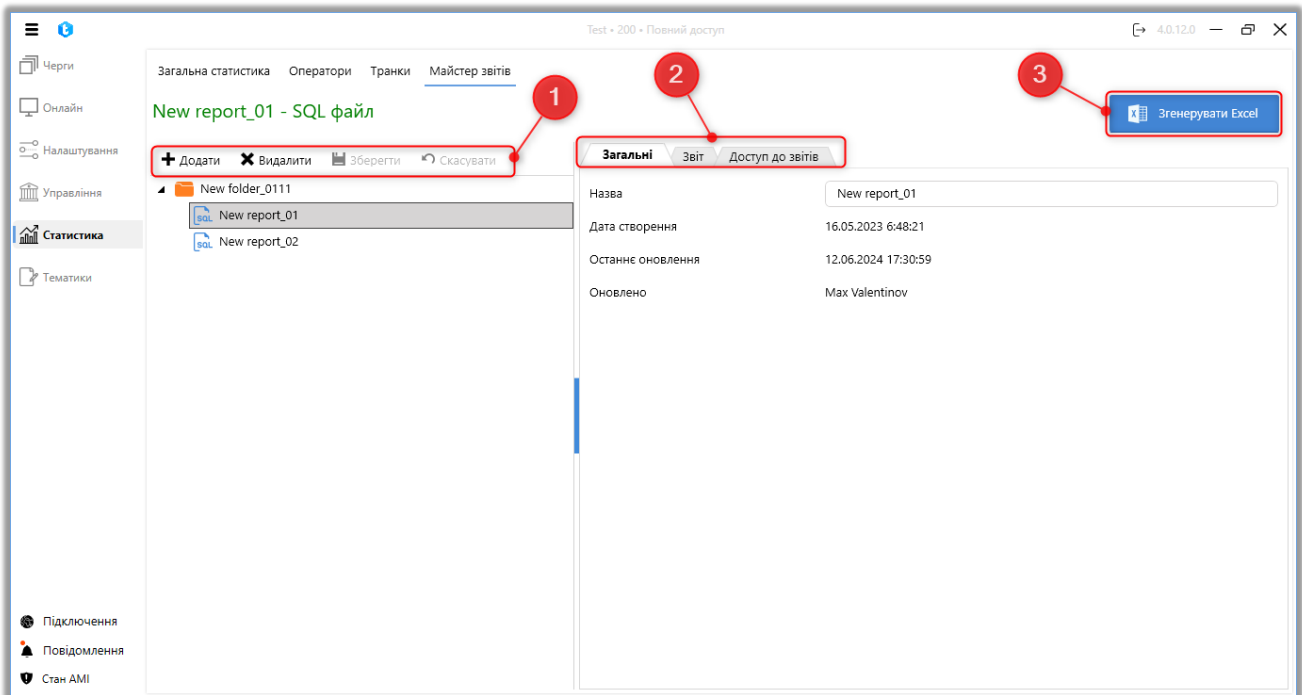 Test • 200 • Повний доступ
4.0.12.0
Черги
Онлайн
Налаштування
Управління
Статистика
Тематики
Підключення
Повідомлення
Стан AMI
Загальна статистика Оператори Транки Майстер звітів
New report_01 - SQL файл
1
2
3
Згенерувати Excel
Додати Видалити Зберегти Скасувати
New folder_0111
SQL New report_01
SQL New report_02
Загальні Звіт Доступ до звітів
Назва New report_01
Дата створення 16.05.2023 6:48:21
Останнє оновлення 12.06.2024 17:30:59
Оновлено Max Valentinov